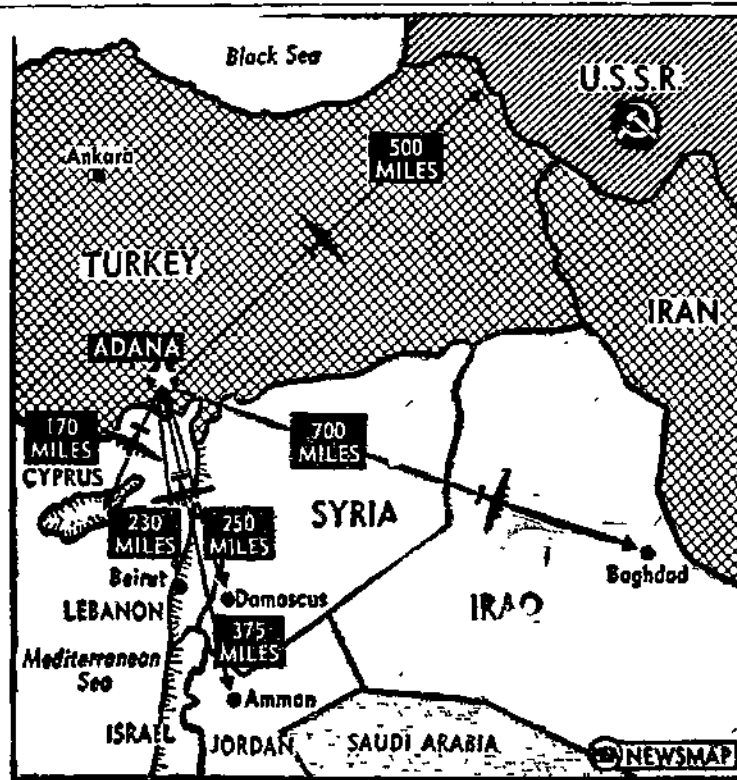 Black Sea
U.S.S.R.
500
MILES
Ankara
TURKEY
IRAN
ADANA
170
MILES
700
MILES
CYPRUS
SYRIA
230
MILES
250
MILES
Baghdad
Beirut
Damascus
IRAQ
LEBANON
375
MILES
Mediterranean
Sea
Amman
ISRAEL
JORDAN
SAUDI ARABIA
NEWSMAP